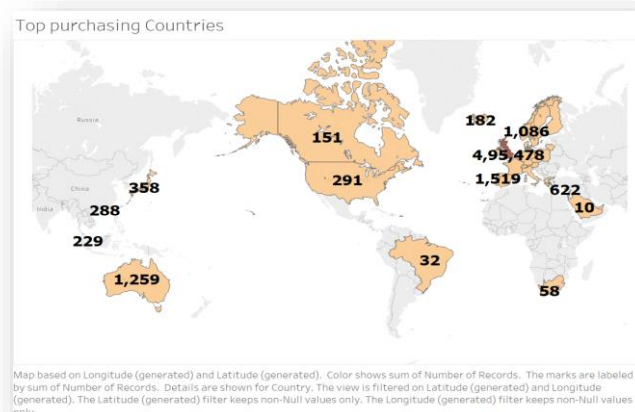 Top purchasing Countries
Russia
182
1,086
151
4,95,478
China
358
291
1,519
622
India
288
10
229
32
1,259
58
Map based on Longitude (generated) and Latitude (generated). Color shows sum of Number of Records. The marks are labeled
by sum of Number of Records. Details are shown for Country. The view is filtered on Latitude (generated) and Longitude
(generated). The Latitude (generated) filter keeps non-Null values only. The Longitude (generated) filter keeps non-Null values
only.